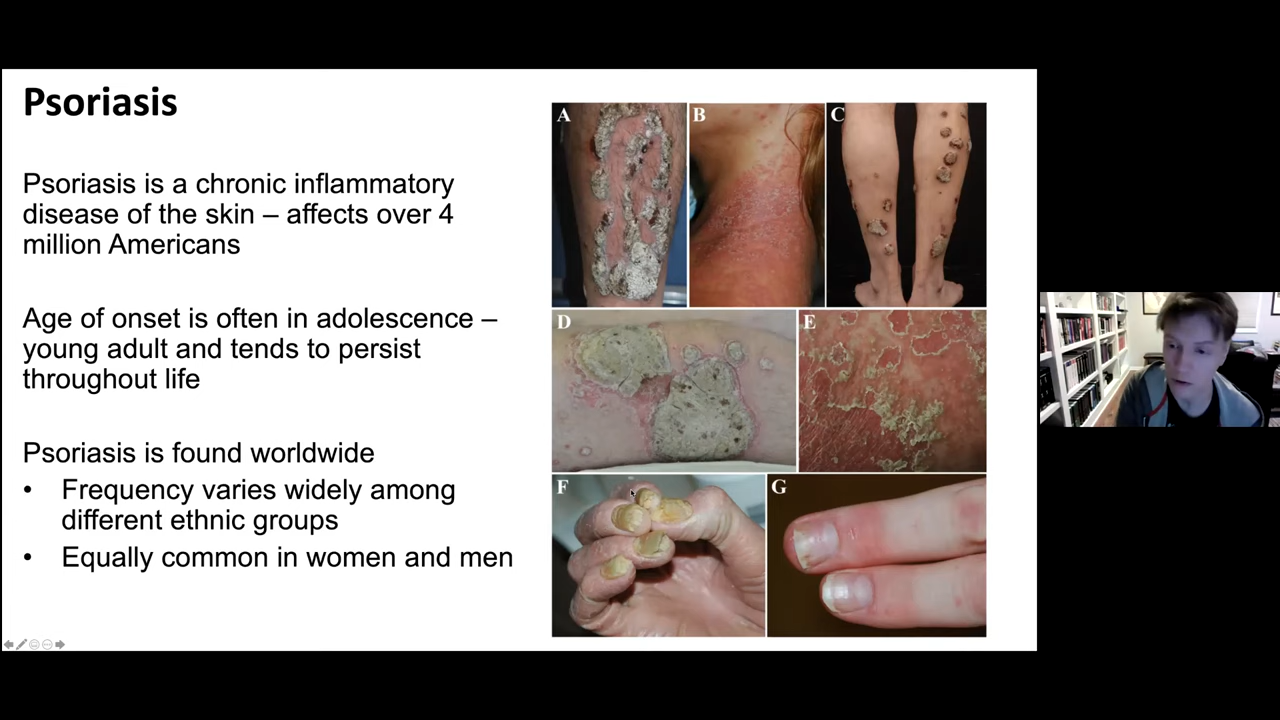 Psoriasis
Psoriasis is a chronic inflammatory
disease of the skin – affects over 4
million Americans
Age of onset is often in adolescence –
young adult and tends to persist
throughout life
Psoriasis is found worldwide
• Frequency varies widely among
different ethnic groups
• Equally common in women and men
A
B
C
D
E
F
G